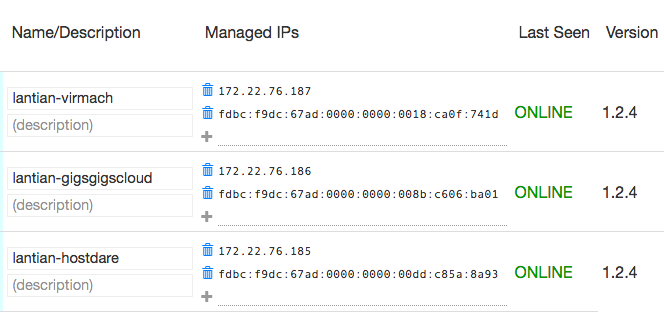 Name/Description Managed IPs Last Seen Version
lantian-virmach 172.22.76.187
(description) fdbc:f9dc:67ad:0000:0000:0018:ca0f:741d ONLINE 1.2.4
lantian-gigsgigscloud 172.22.76.186
(description) fdbc:f9dc:67ad:0000:0000:008b:c606:ba01 ONLINE 1.2.4
lantian-hostdare 172.22.76.185
(description) fdbc:f9dc:67ad:0000:0000:00dd:c85a:8a93 ONLINE 1.2.4